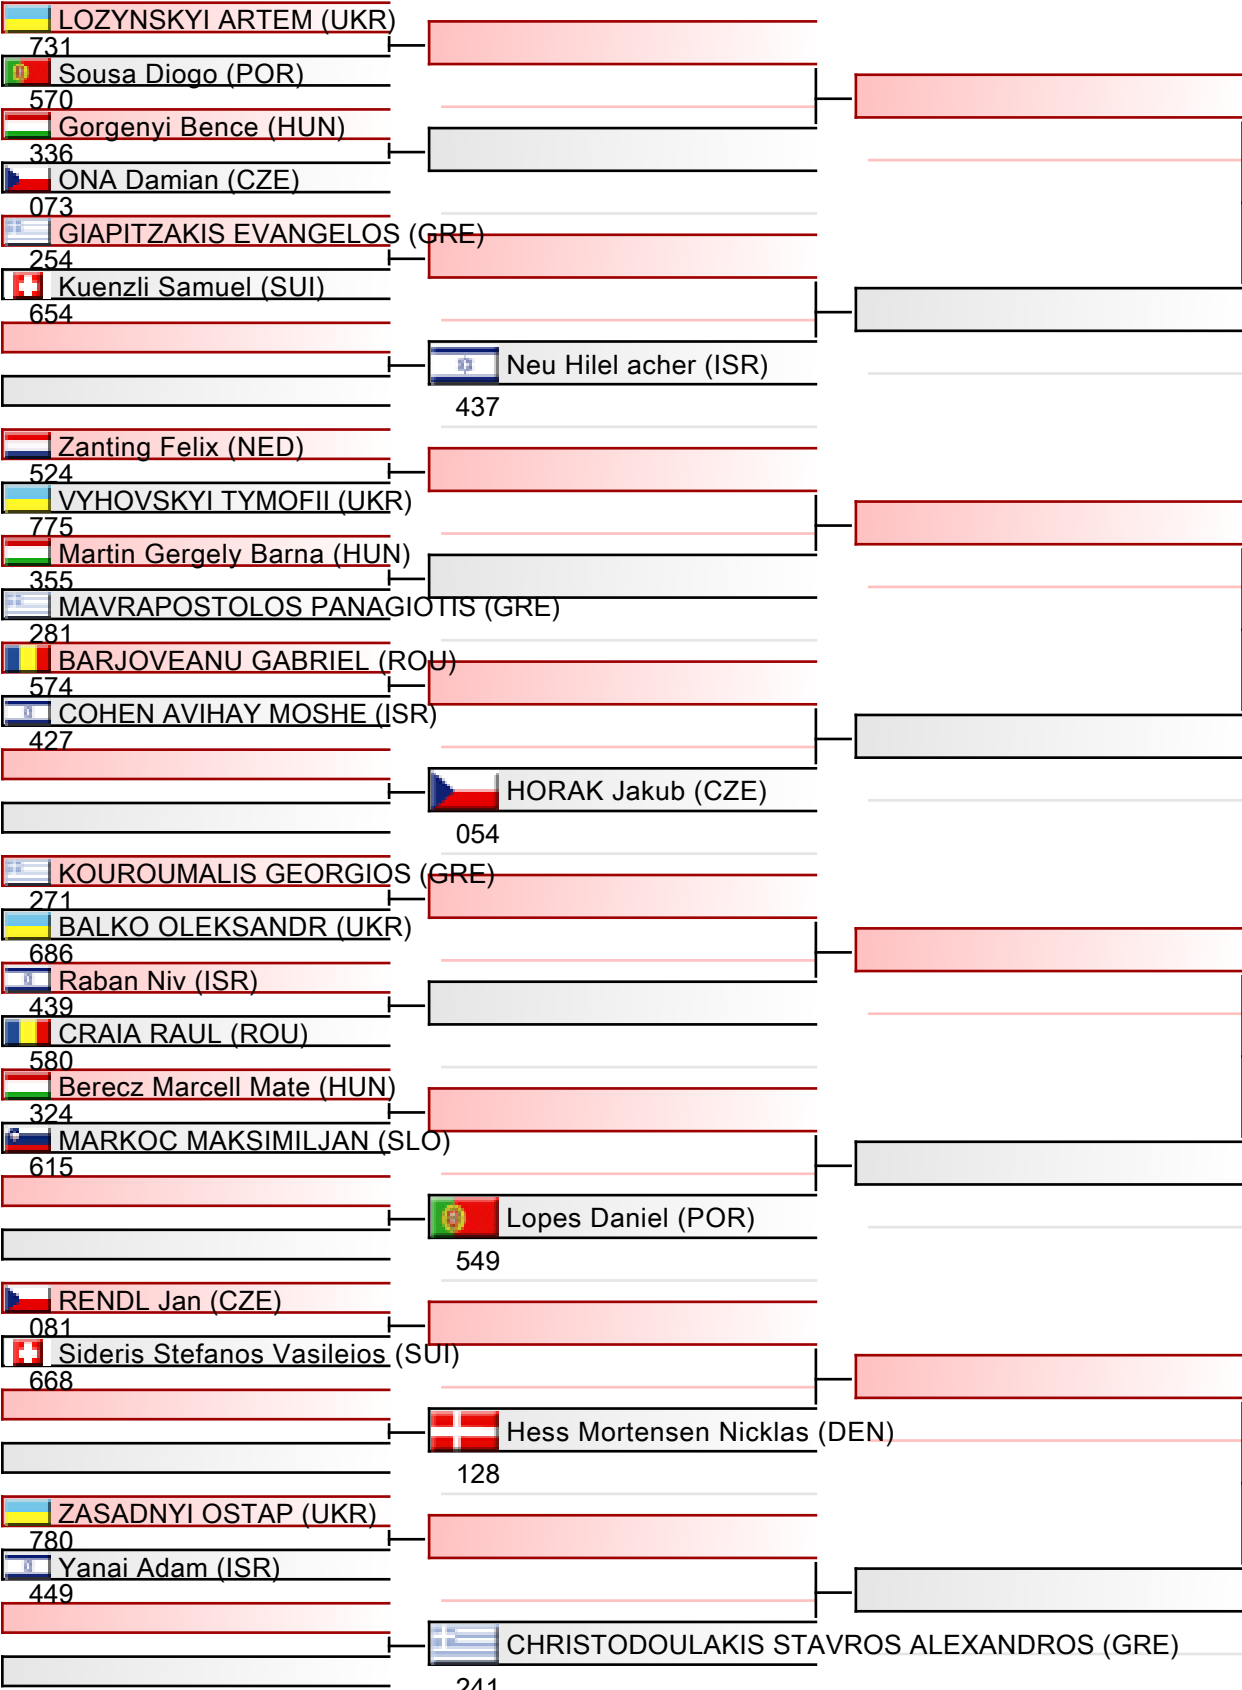 LOZYNSKYI ARTEM (UKR)
731
Sousa Diogo (POR)
570
Gorgenyi Bence (HUN)
336
ONA Damian (CZE)
073
GIAPITZAKIS EVANGELOS (GRE)
254
Kuenzli Samuel (SUI)
654
Neu Hilel acher (ISR)
437
Zanting Felix (NED)
524
VYHOVSKYI TYMOFII (UKR)
775
Martin Gergely Barna (HUN)
355
MAVRAPOSTOLOS PANAGIOTIS (GRE)
281
BARJOVEANU GABRIEL (ROU)
574
COHEN AVIHAY MOSHE (ISR)
427
HORAK Jakub (CZE)
054
KOUROUMALIS GEORGIOS (GRE)
271
BALKO OLEKSANDR (UKR)
686
Raban Niv (ISR)
439
CRAIA RAUL (ROU)
580
Berecz Marcell Mate (HUN)
324
MARKOC MAKSIMILJAN (SLO)
615
Lopes Daniel (POR)
549
RENDL Jan (CZE)
081
Sideris Stefanos Vasileios (SUI)
668
Hess Mortensen Nicklas (DEN)
128
ZASADNYI OSTAP (UKR)
780
Yanai Adam (ISR)
449
CHRISTODOULAKIS STAVROS ALEXANDROS (GRE)
241